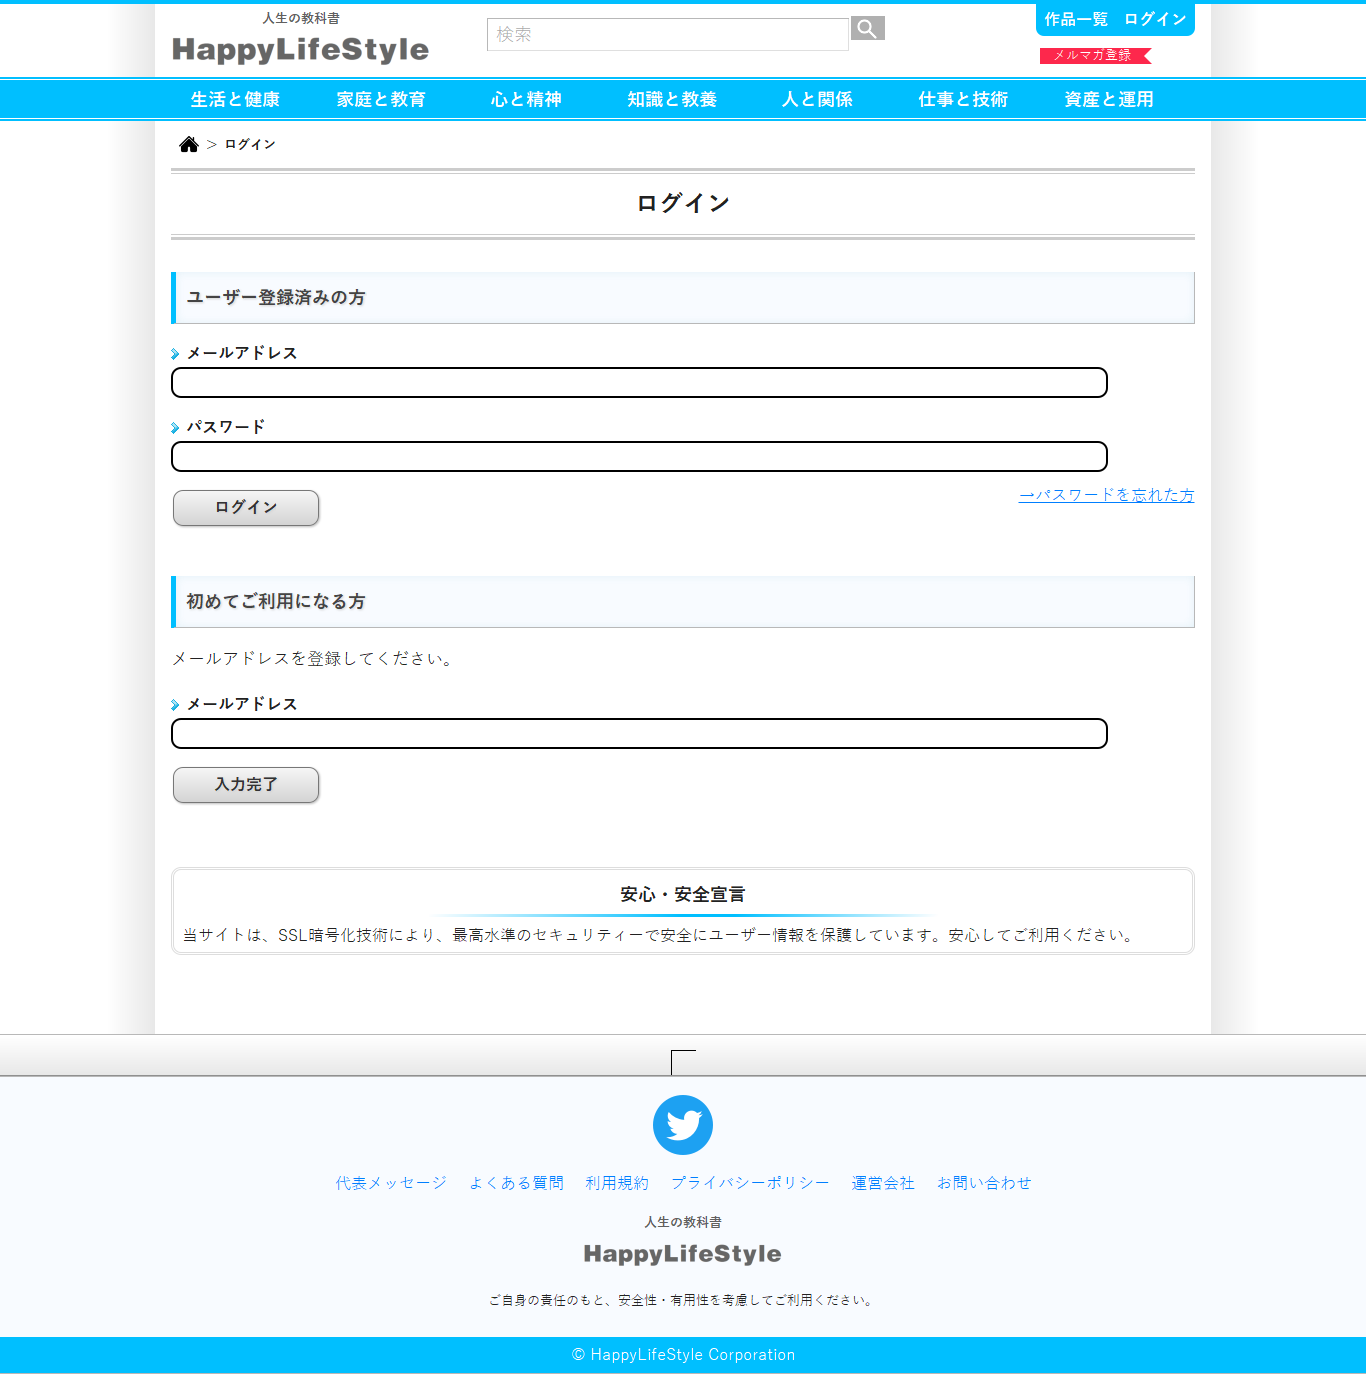 人生の教科書
HappyLifeStyle
検索
作品一覧 ログイン
メルマガ登録
生活と健康 家庭と教育 心と精神 知識と教養 人と関係 仕事と技術 資産と運用
> ログイン
ログイン
ユーザー登録済みの方
メールアドレス
パスワード
ログイン
→パスワードを忘れた方
初めてご利用になる方
メールアドレスを登録してください。
メールアドレス
入力完了
安心・安全宣言
当サイトは、SSL暗号化技術により、最高水準のセキュリティーで安全にユーザー情報を保護しています。安心してご利用ください。
代表メッセージ よくある質問 利用規約 プライバシーポリシー 運営会社 お問い合わせ
人生の教科書
HappyLifeStyle
ご自身の責任のもと、安全性・有用性を考慮してご利用ください。
© HappyLifeStyle Corporation